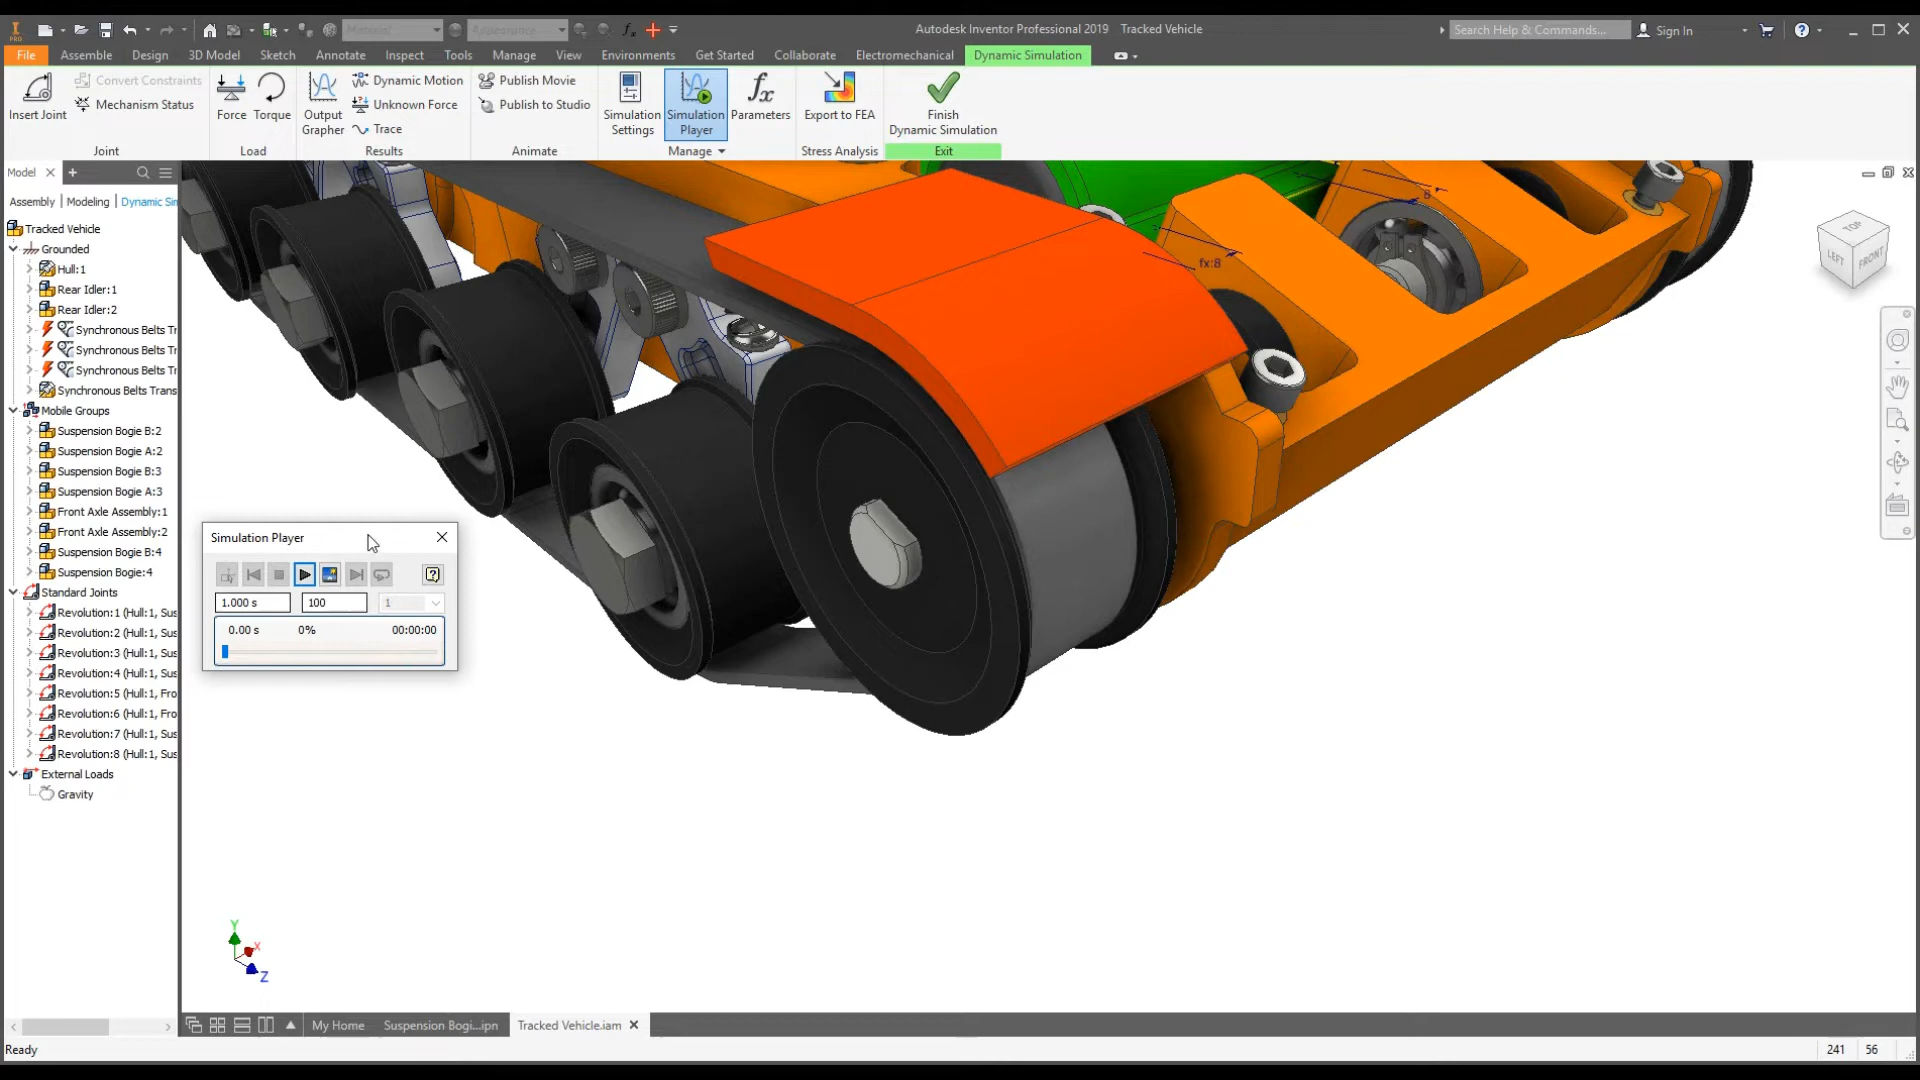 Autodesk Inventor Professional 2019 Tracked Vehicle
Search Help & Commands...
Sign In
PRO
Material
Appearance
File Assemble Design 3D Model Sketch Annotate Inspect Tools Manage View Environments Get Started Collaborate Electromechanical Dynamic Simulation
Insert Joint
Convert Constraints
Mechanism Status
Joint
Force
Torque
Load
Output
Grapher
Dynamic Motion
Unknown Force
Trace
Results
Publish Movie
Publish to Studio
Animate
Simulation
Settings
Simulation
Player
Parameters
Manage
Export to FEA
Stress Analysis
Finish
Dynamic Simulation
Exit
Model
Assembly Modeling Dynamic Sin
Tracked Vehicle
Grounded
Hull:1
Rear Idler:1
Rear Idler:2
Synchronous Belts Tr
Synchronous Belts Tr
Synchronous Belts Tr
Synchronous Belts Trans
Mobile Groups
Suspension Bogie B:2
Suspension Bogie A:2
Suspension Bogie B:3
Suspension Bogie A:3
Front Axle Assembly:1
Front Axle Assembly:2
Suspension Bogie B:4
Suspension Bogie:4
Standard Joints
Revolution:1 (Hull:1, Sus
Revolution:2 (Hull:1, Sus
Revolution:3 (Hull:1, Sus
Revolution:4 (Hull:1, Sus
Revolution:5 (Hull:1, Fro
Revolution:6 (Hull:1, Fro
Revolution:7 (Hull:1, Sus
Revolution:8 (Hull:1, Sus
External Loads
Gravity
8
fx:8
TOP
LEFT
FRONT
Simulation Player
1.000 s 100 1
0.00 s 0% 00:00:00
Y
X
Z
My Home Suspension Bogi...ipn Tracked Vehicle.iam
Ready
241 56